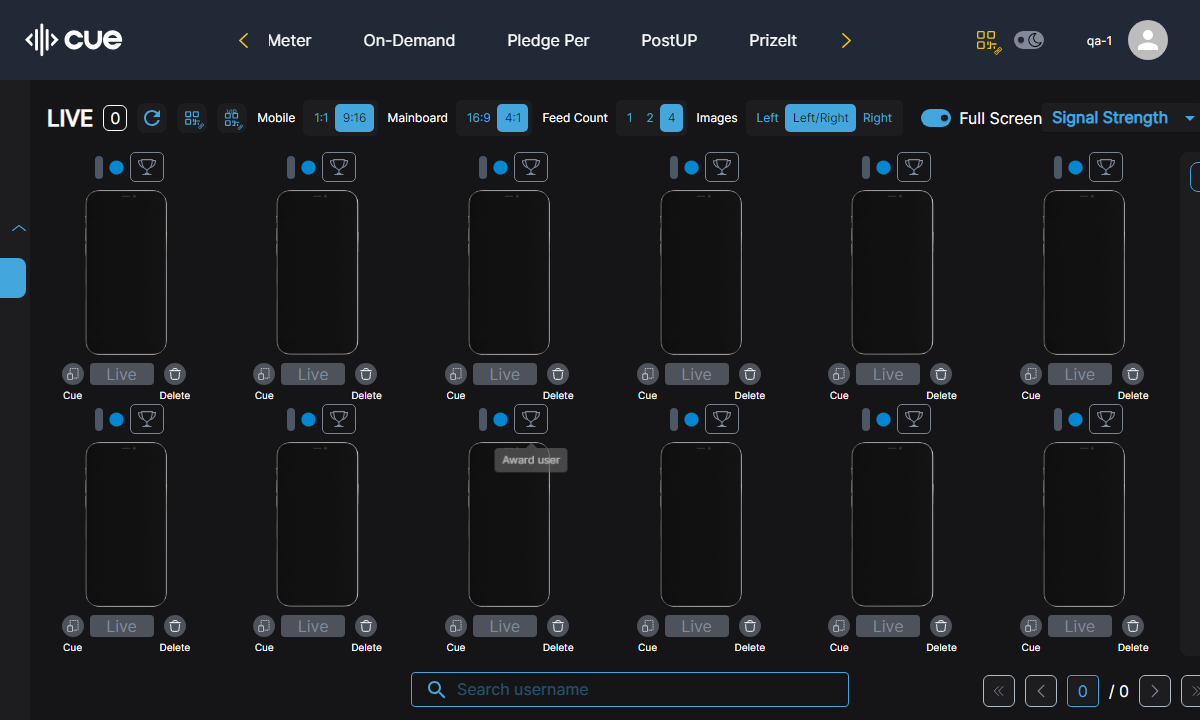 cue
Meter On-Demand Pledge Per PostUP PrizeIt
qa-1
LIVE 0 Mobile 1:1 9:16 Mainboard 16:9 4:1 Feed Count 1 2 4 Images Left Left/Right Right Full Screen Signal Strength
Live Live Live Live Live Live
Cue Delete Cue Delete Cue Delete Cue Delete Cue Delete Cue Delete
Award user
Live Live Live Live Live Live
Cue Delete Cue Delete Cue Delete Cue Delete Cue Delete Cue Delete
Search username
0 / 0